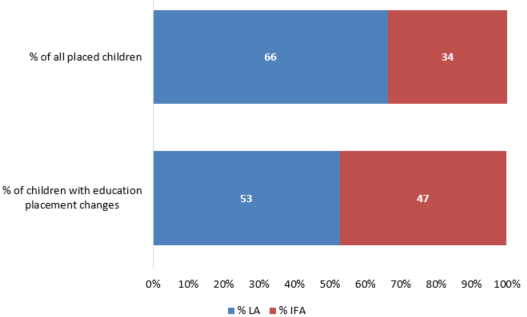 % of all placed children
66
34
% of children with education
placement changes
53
47
0% 10% 20% 30% 40% 50% 60% 70% 80% 90% 100%
% LA % IFA